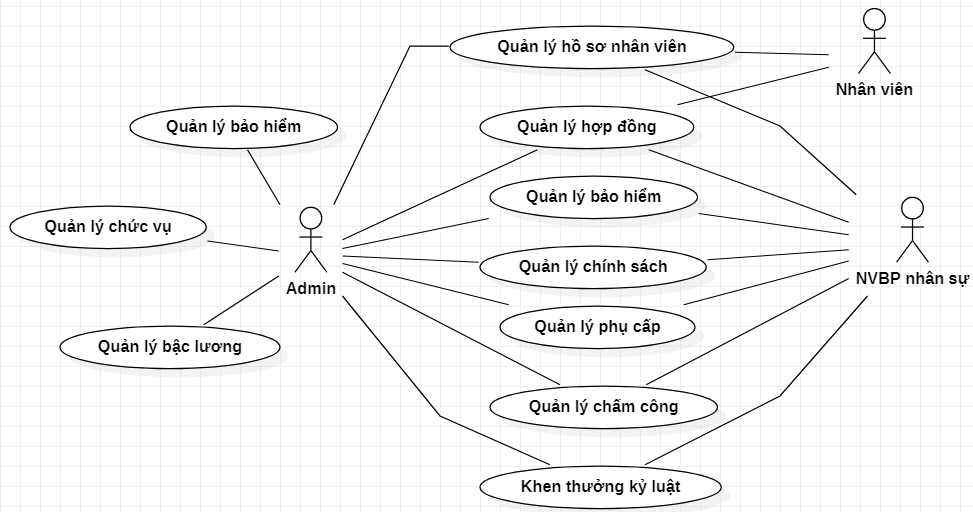 Quản lý hồ sơ nhân viên
Nhân viên
Quản lý bảo hiểm
Quản lý hợp đồng
Quản lý bảo hiểm
Quản lý chức vụ
Quản lý chính sách
NVBP nhân sự
Admin
Quản lý phụ cấp
Quản lý bậc lương
Quản lý chấm công
Khen thưởng kỷ luật